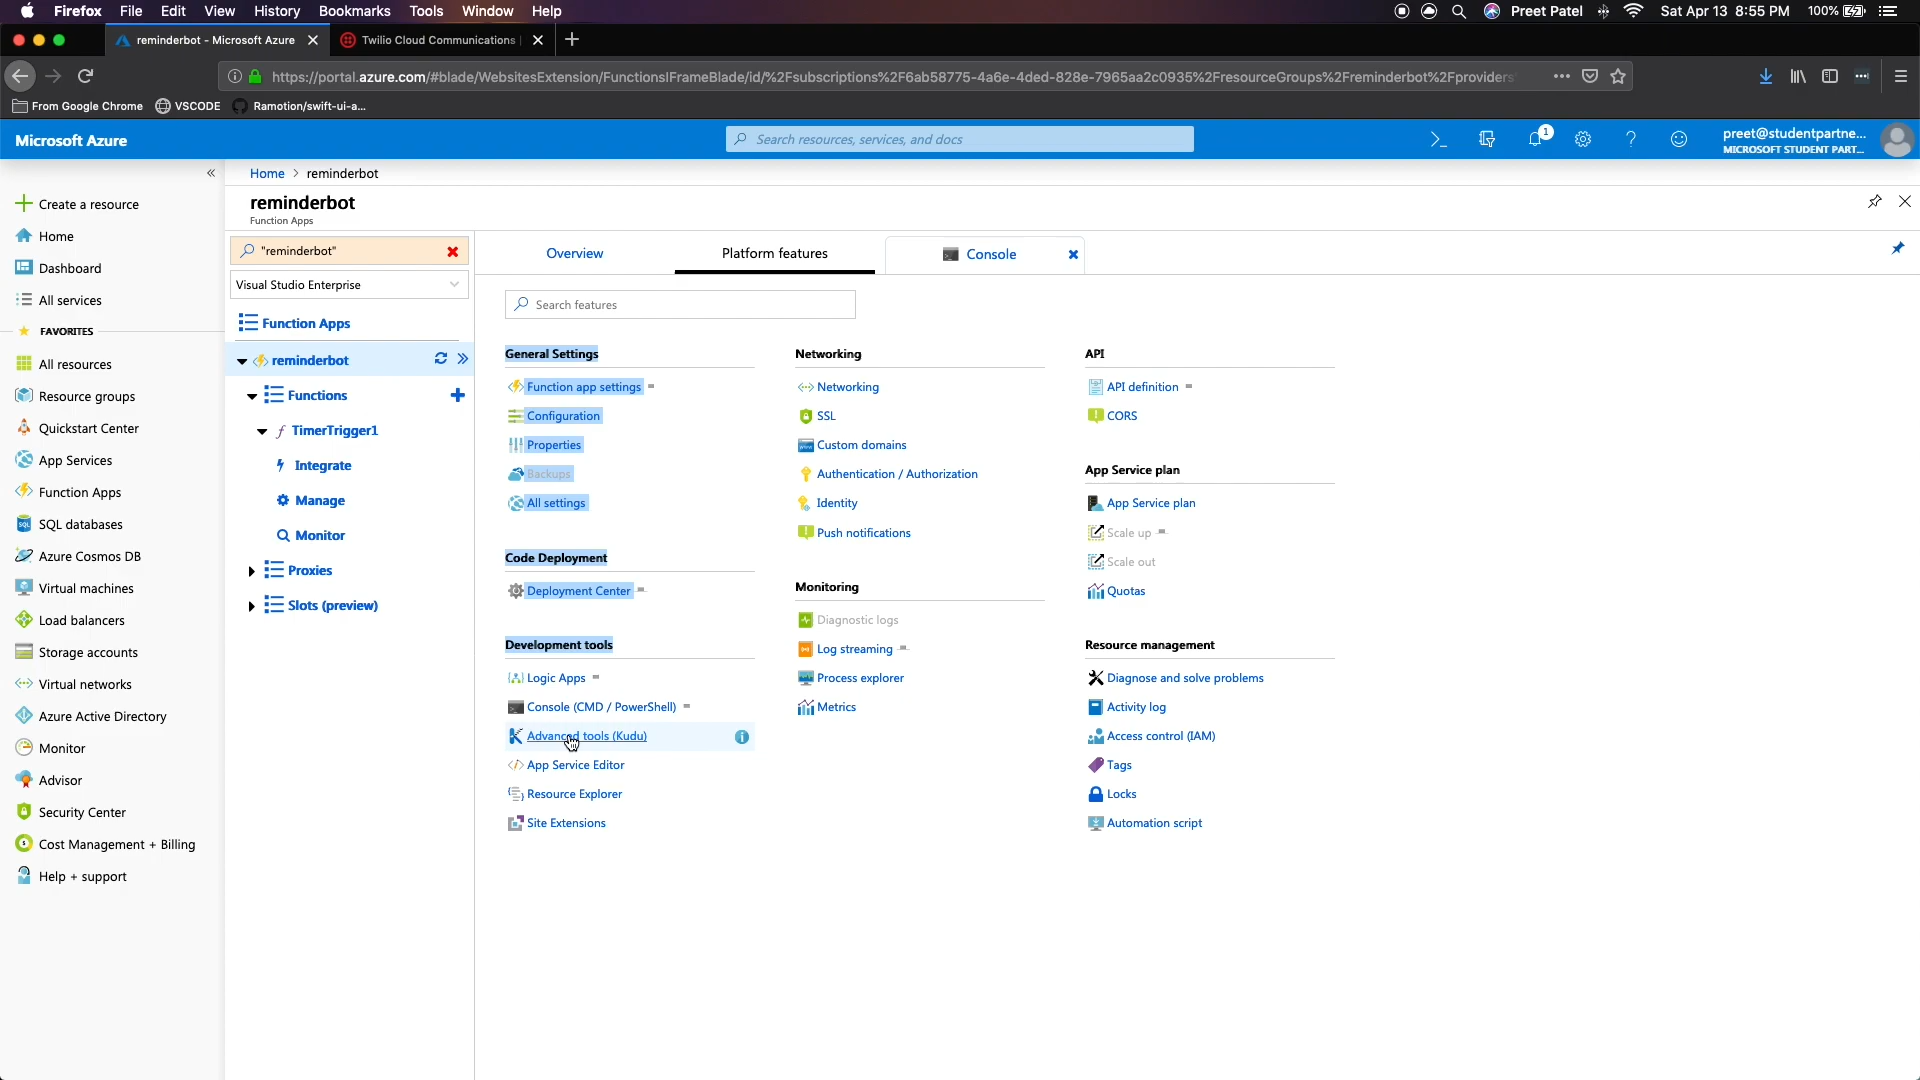 Firefox File Edit View History Bookmarks Tools Window Help Preet Patel Sat Apr 13 8:55 PM 100%
reminderbot - Microsoft Azure Twilio Cloud Communications |
https://portal.azure.com/#blade/WebsitesExtension/FunctionsIFrameBlade/id/%2Fsubscriptions%2F6ab58775-4a6e-4ded-828e-7965aa2c0935%2FresourceGroups%2Freminderbot%2Fproviders
From Google Chrome VSCODE Ramotion/swift-ui-a...
Microsoft Azure Search resources, services, and docs 1 preet@studentpartne...
MICROSOFT STUDENT PART...
«
Create a resource
Home
Dashboard
All services
FAVORITES
All resources
Resource groups
Quickstart Center
App Services
Function Apps
SQL databases
Azure Cosmos DB
Virtual machines
Load balancers
Storage accounts
Virtual networks
Azure Active Directory
Monitor
Advisor
Security Center
Cost Management + Billing
Help + support
Home > reminderbot
reminderbot
Function Apps
"reminderbot"
Visual Studio Enterprise
Function Apps
reminderbot
Functions
TimerTrigger1
Integrate
Manage
Monitor
Proxies
Slots (preview)
Overview Platform features Console
Search features
General Settings
Function app settings
Configuration
Properties
Backups
All settings
Code Deployment
Deployment Center
Development tools
Logic Apps
Console (CMD / PowerShell)
Advanced tools (Kudu)
App Service Editor
Resource Explorer
Site Extensions
Networking
Networking
SSL
Custom domains
Authentication / Authorization
Identity
Push notifications
Monitoring
Diagnostic logs
Log streaming
Process explorer
Metrics
API
API definition
CORS
App Service plan
App Service plan
Scale up
Scale out
Quotas
Resource management
Diagnose and solve problems
Activity log
Access control (IAM)
Tags
Locks
Automation script